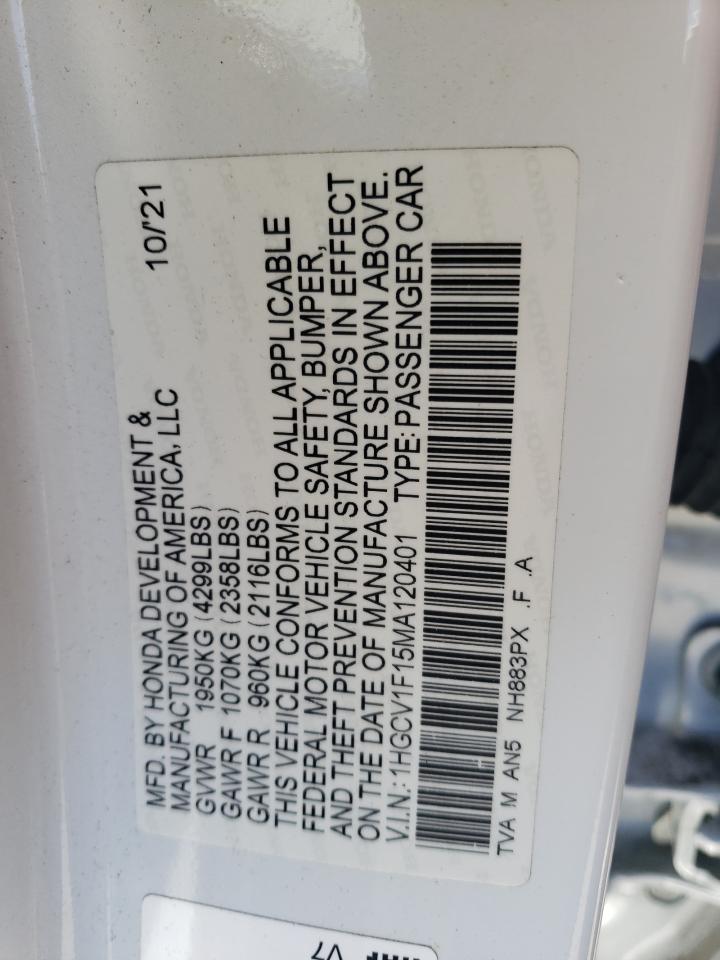 MFD. BY HONDA DEVELOPMENT & 10/'21
MANUFACTURING OF AMERICA, LLC
GVWR 1950KG (4299LBS)
GAWR F 1070KG (2358LBS)
GAWR R 960KG (2116LBS)
THIS VEHICLE CONFORMS TO ALL APPLICABLE
FEDERAL MOTOR VEHICLE SAFETY, BUMPER,
AND THEFT PREVENTION STANDARDS IN EFFECT
ON THE DATE OF MANUFACTURE SHOWN ABOVE.
V.I.N.: 1HGCV1F15MA120401 TYPE: PASSENGER CAR
TVA M AN5 NH883PX .F .A
V7